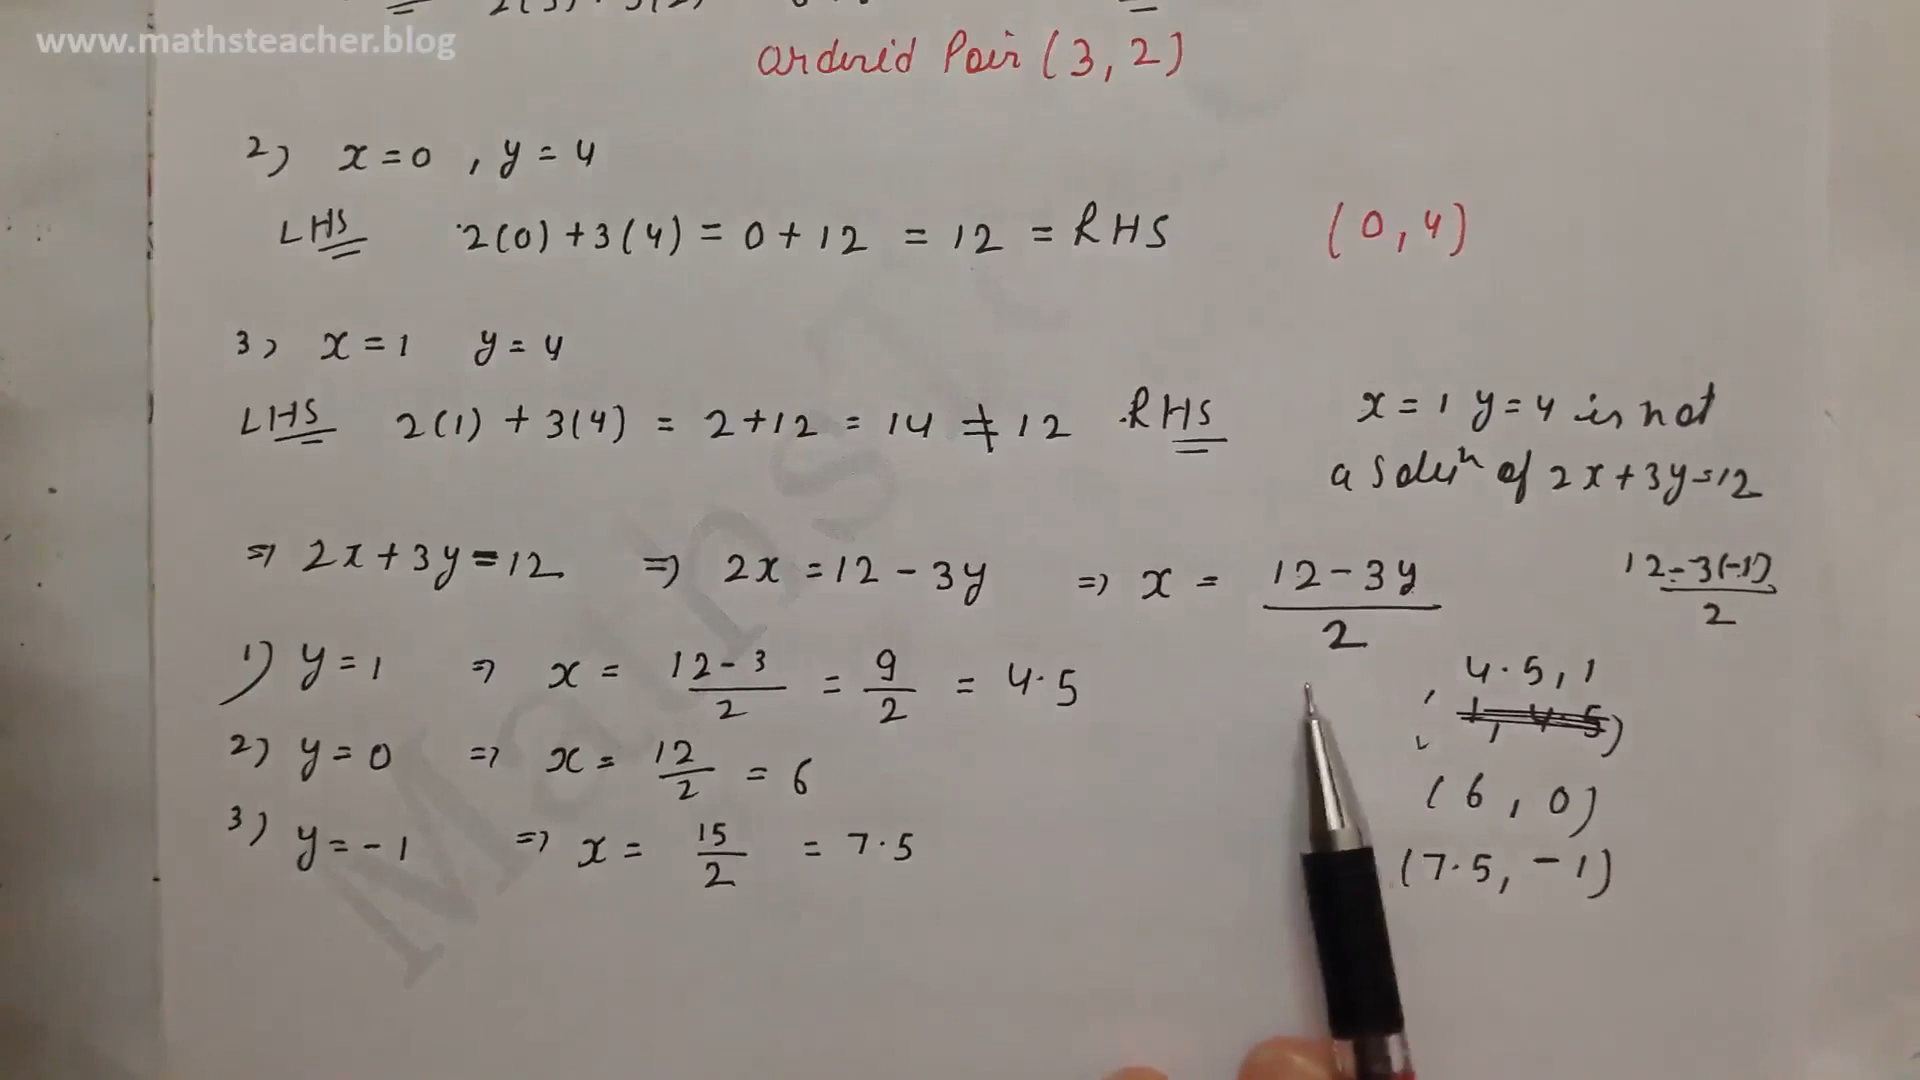 www.mathsteacher.blog
orderid Pair (3, 2)
2) x = 0 , y = 4
LHS 2(0) + 3(4) = 0 + 12 = 12 = RHS (0, 4)
3) x = 1 y = 4
LHS 2(1) + 3(4) = 2 + 12 = 14 ≠ 12 RHS
x = 1 y = 4 is not
a Soluⁿ of 2x + 3y = 12
⇒ 2x + 3y = 12 ⇒ 2x = 12 - 3y ⇒ x = (12 - 3y)/2
12 - 3(-1)/2
1) y = 1 ⇒ x = (12 - 3)/2 = 9/2 = 4.5
4.5, 1
2) y = 0 ⇒ x = 12/2 = 6
(6, 0)
3) y = -1 ⇒ x = 15/2 = 7.5
(7.5, -1)
Maths